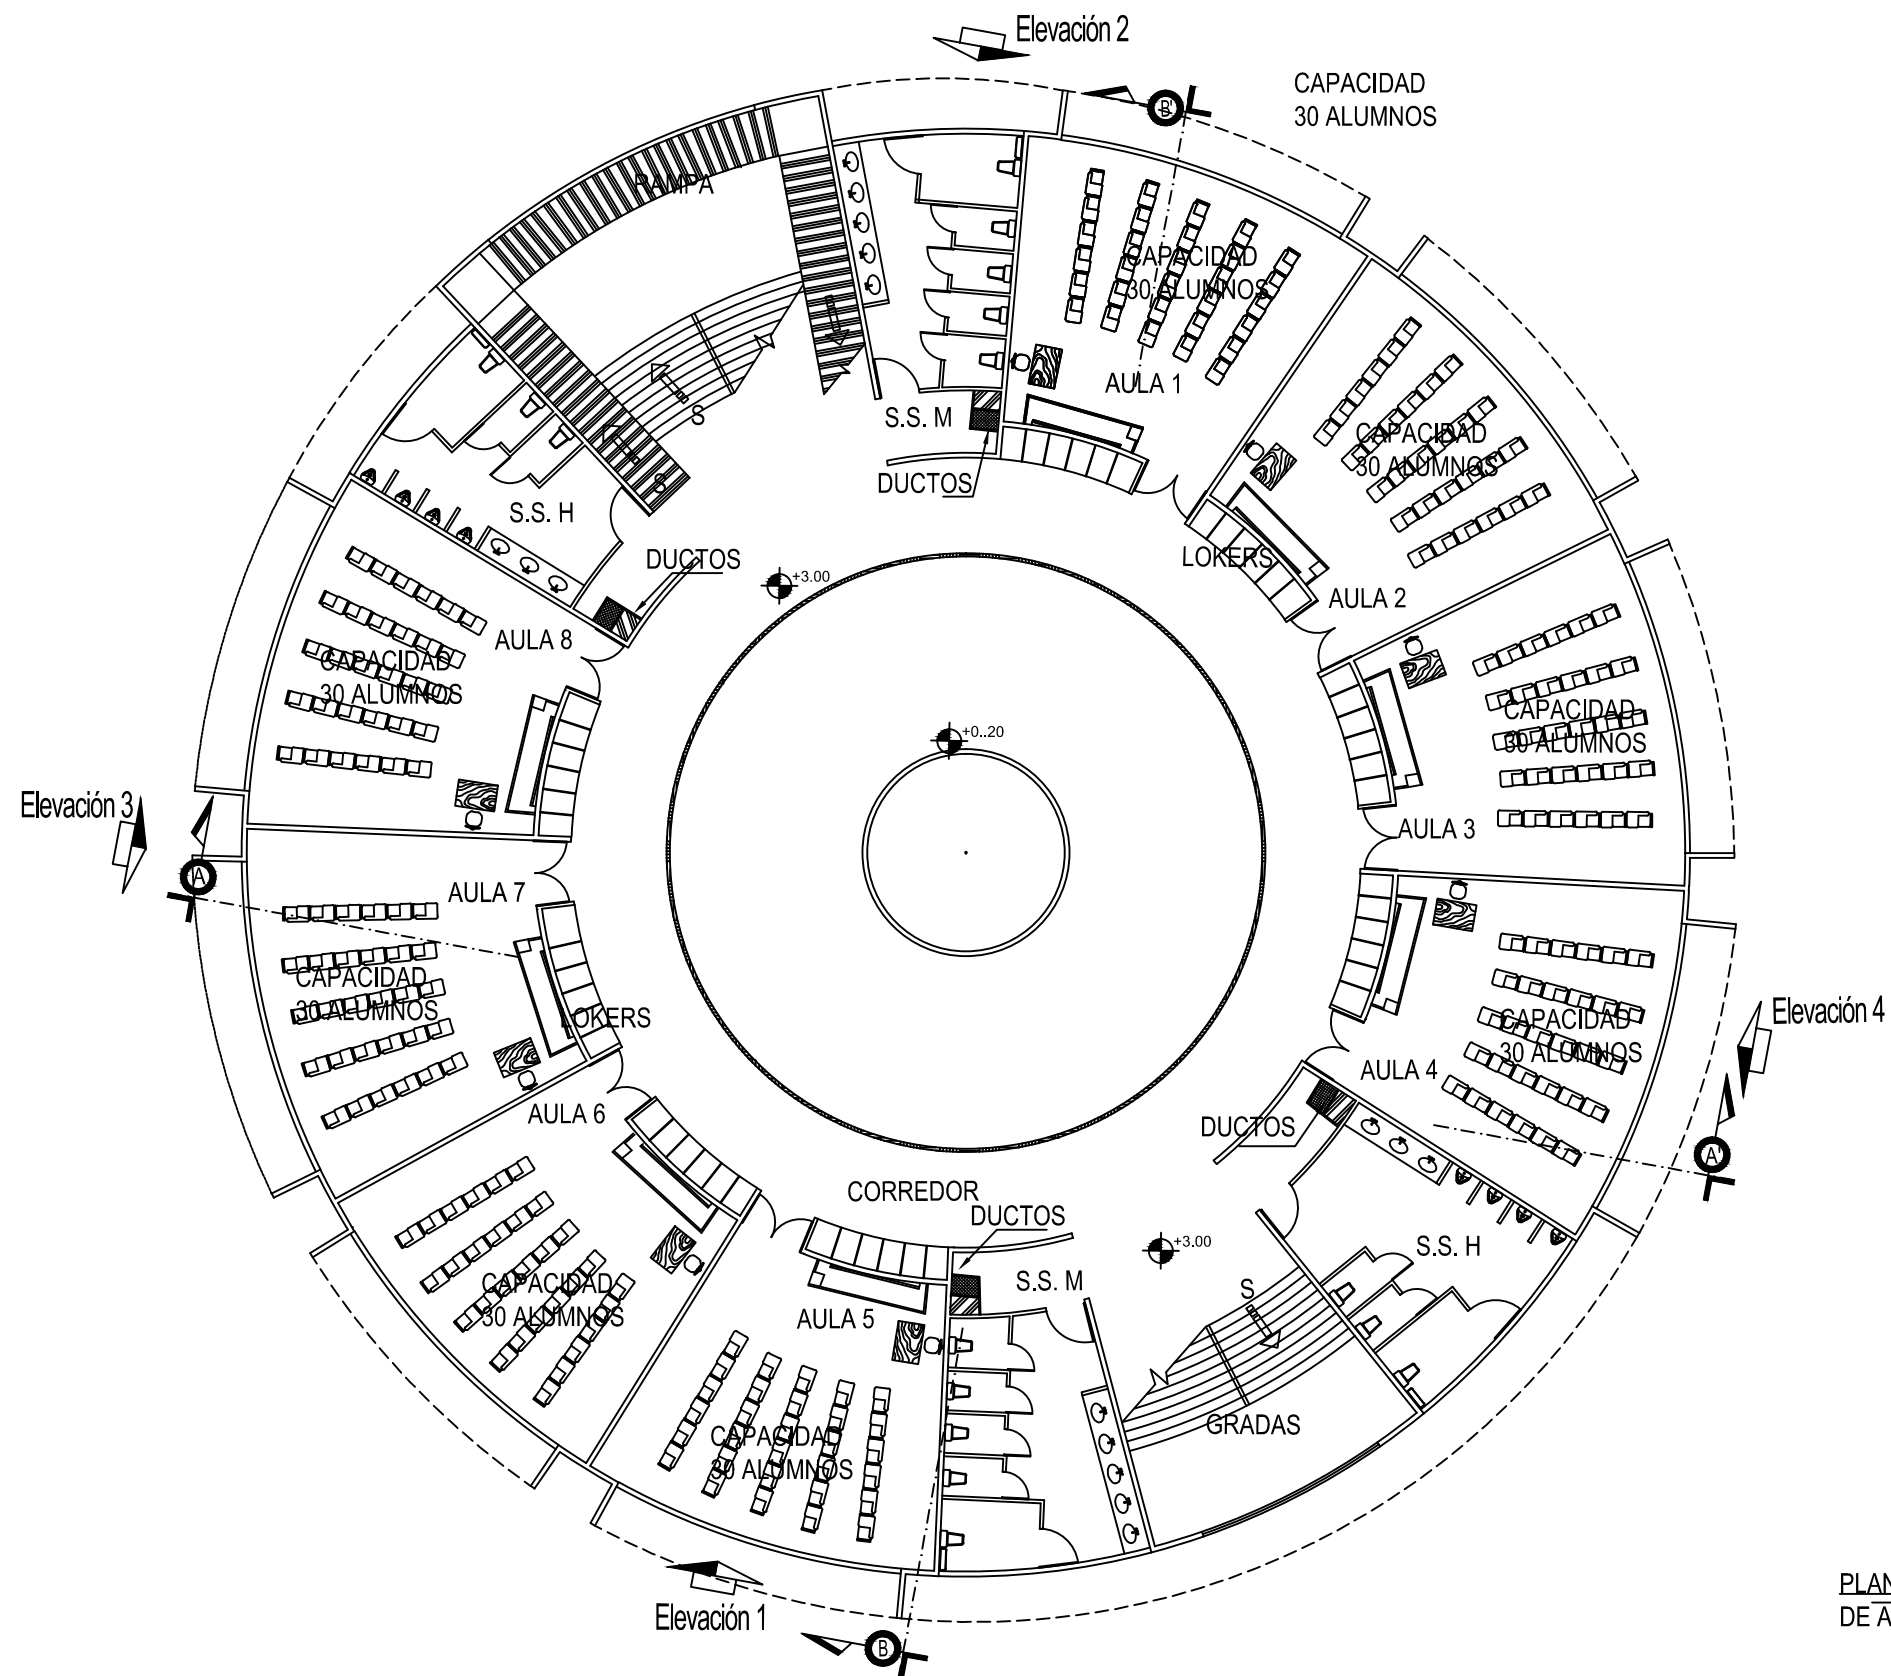 Elevación 2
B'
CAPACIDAD
30 ALUMNOS
RAMPA
CAPACIDAD
30 ALUMNOS
AULA 1
S.S. M
S
CAPACIDAD
30 ALUMNOS
DUCTOS
S
S.S. H
DUCTOS
LOKERS
+3.00
AULA 2
AULA 8
CAPACIDAD
30 ALUMNOS
CAPACIDAD
30 ALUMNOS
+0..20
Elevación 3
AULA 3
A
AULA 7
CAPACIDAD
30 ALUMNOS
LOKERS
CAPACIDAD
30 ALUMNOS
Elevación 4
AULA 4
AULA 6
DUCTOS
A'
CORREDOR
DUCTOS
+3.00
S.S. H
S.S. M
S
CAPACIDAD
30 ALUMNOS
AULA 5
GRADAS
CAPACIDAD
30 ALUMNOS
Elevación 1
B
PLAN
DE A